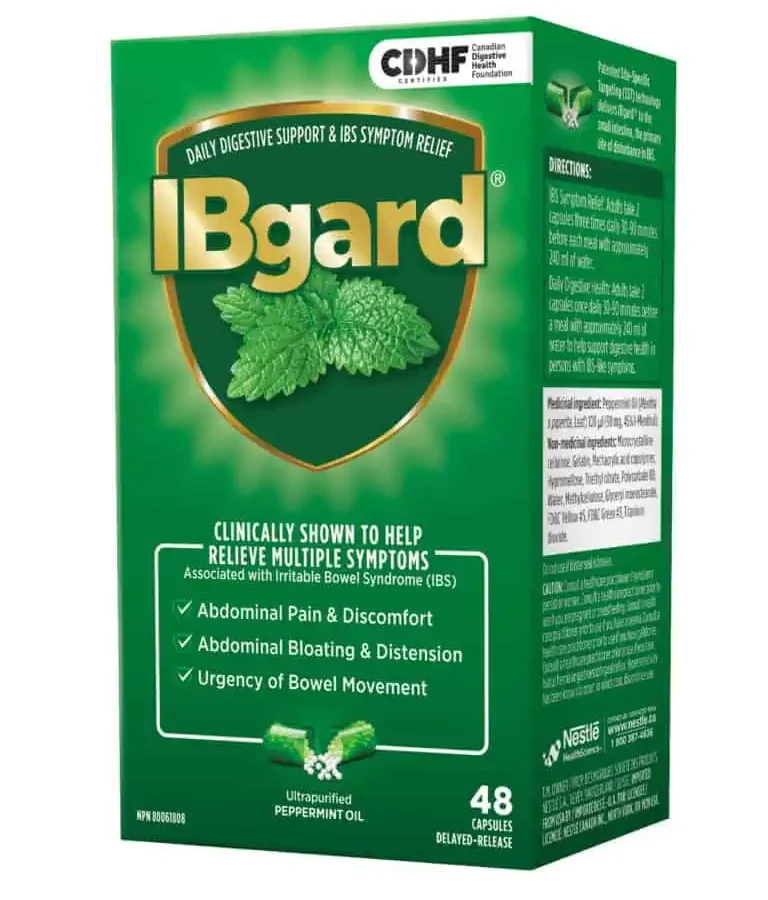 CDHF
CERTIFIED
Canadian
Digestive
Health
Foundation
DAILY DIGESTIVE SUPPORT & IBS SYMPTOM RELIEF
IBgard®
CLINICALLY SHOWN TO HELP
RELIEVE MULTIPLE SYMPTOMS
Associated with Irritable Bowel Syndrome (IBS)
Abdominal Pain & Discomfort
Abdominal Bloating & Distension
Urgency of Bowel Movement
Ultrapurified
PEPPERMINT OIL
NPN 80061808
48
CAPSULES
DELAYED-RELEASE
Patented Site-Specific
Targeting (SST) technology
delivers IBgard® to the
small intestine, the primary
site of disturbance in IBS.
DIRECTIONS:
IBS Symptom Relief: Adults take 2
capsules three times daily 30-90 minutes
before each meal with approximately
240 ml of water.
Daily Digestive Health: Adults take 2
capsules once daily 30-90 minutes before
a meal with approximately 240 ml of
water to help support digestive health in
persons with IBS-like symptoms.
Medicinal ingredient: Peppermint Oil (Mentha
x piperita, Leaf)
Non-medicinal ingredients: Microcrystalline
cellulose, Gelatin, Methacrylic acid copolymer,
Hypromellose, Triethyl citrate, Polysorbate 80,
Water, Methylcellulose, Glyceryl monostearate,
FD&C Yellow #5, FD&C Green #3, Titanium
Dioxide.
CAUTION:
Nestlé
HealthScience
www.nestle.ca
1 800 387-4636